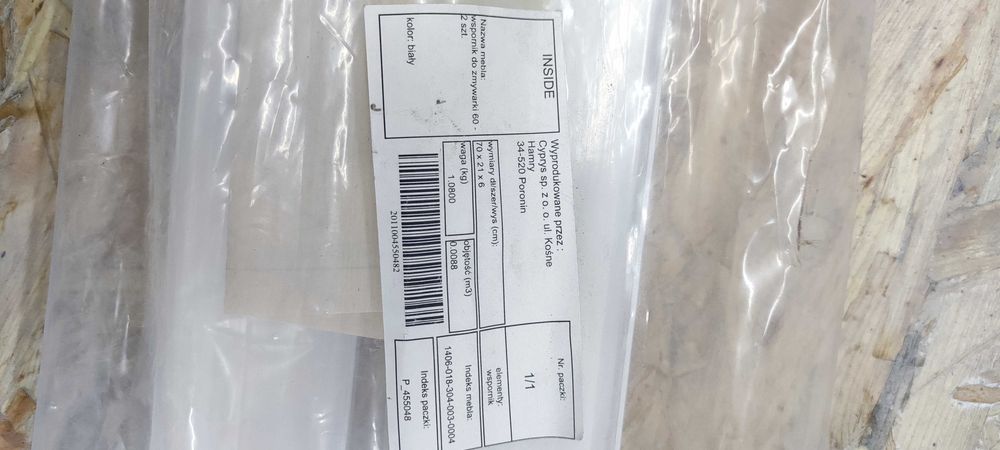 INSIDE
Nazwa mebla:
wspornik do zmywarki 60 -
2 szt.
kolor: biały
Wyprodukowane przez :
Cyprys sp. z o. o. ul. Kośne
Hamry
34-520 Poronin
wymiary dł/szer/wys (cm):
70 x 21 x 6
waga (kg)
1.0800
objętość (m3)
0.0088
2011004550482
Nr. paczki:
1/1
elementy:
wspornik
Indeks mebla:
1406-018-304-003-0004
Indeks paczki:
P_455048